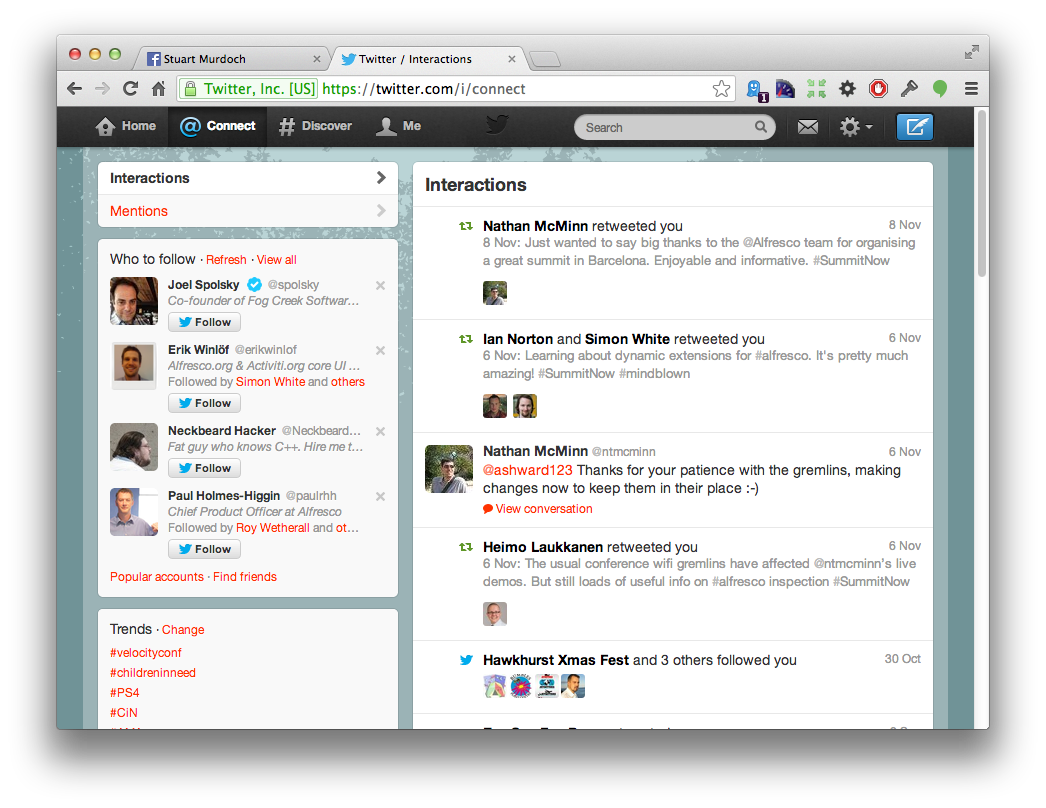 Stuart Murdoch
Twitter / Interactions
Twitter, Inc. [US] https://twitter.com/i/connect
1
Home
@ Connect
# Discover
Me
Search
Interactions
Mentions
Who to follow · Refresh · View all
Joel Spolsky @spolsky
Co-founder of Fog Creek Softwar…
Follow
Erik Winlöf @erikwinlof
Alfresco.org & Activiti.org core UI …
Followed by Simon White and others
Follow
Neckbeard Hacker @Neckbeard…
Fat guy who knows C++. Hire me t…
Follow
Paul Holmes-Higgin @paulrhh
Chief Product Officer at Alfresco
Followed by Roy Wetherall and ot…
Follow
Popular accounts · Find friends
Trends · Change
#velocityconf
#childreninneed
#PS4
#CiN
Interactions
Nathan McMinn retweeted you 8 Nov
8 Nov: Just wanted to say big thanks to the @Alfresco team for organising
a great summit in Barcelona. Enjoyable and informative. #SummitNow
Ian Norton and Simon White retweeted you 6 Nov
6 Nov: Learning about dynamic extensions for #alfresco. It's pretty much
amazing! #SummitNow #mindblown
Nathan McMinn @ntmcminn 6 Nov
@ashward123 Thanks for your patience with the gremlins, making
changes now to keep them in their place :-)
View conversation
Heimo Laukkanen retweeted you 6 Nov
6 Nov: The usual conference wifi gremlins have affected @ntmcminn's live
demos. But still loads of useful info on #alfresco inspection #SummitNow
Hawkhurst Xmas Fest and 3 others followed you 30 Oct